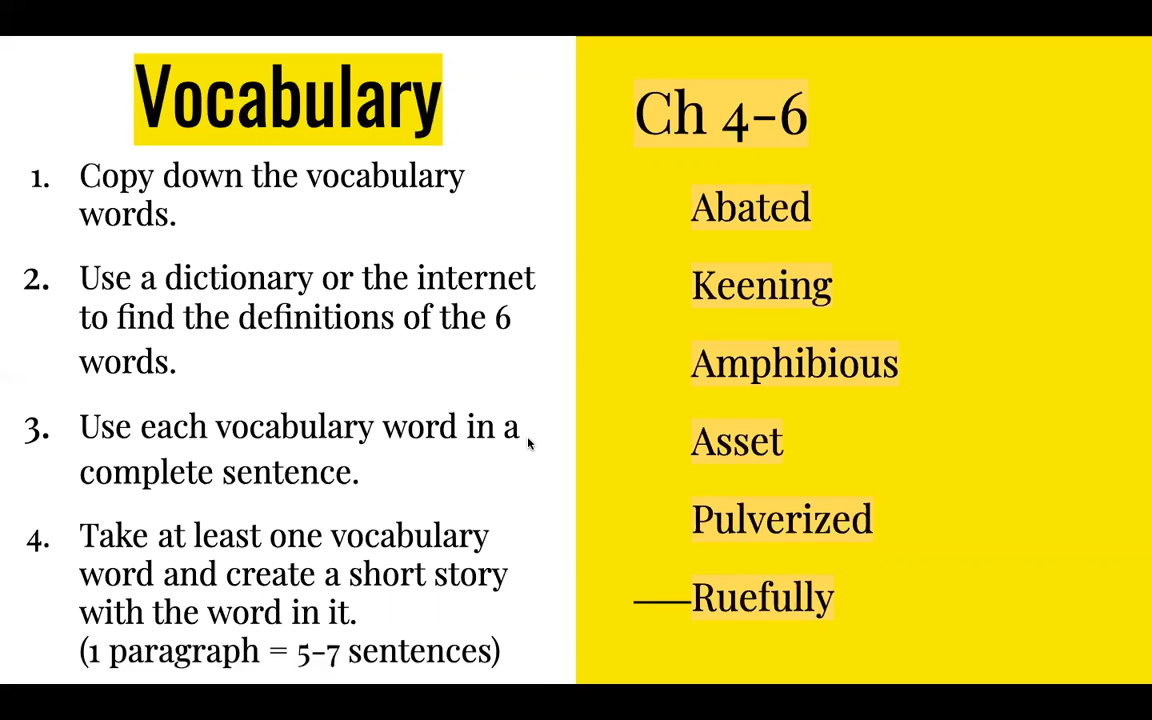 Vocabulary
1. Copy down the vocabulary
words.
2. Use a dictionary or the internet
to find the definitions of the 6
words.
3. Use each vocabulary word in a
complete sentence.
4. Take at least one vocabulary
word and create a short story
with the word in it.
(1 paragraph = 5-7 sentences)
Ch 4-6
Abated
Keening
Amphibious
Asset
Pulverized
Ruefully